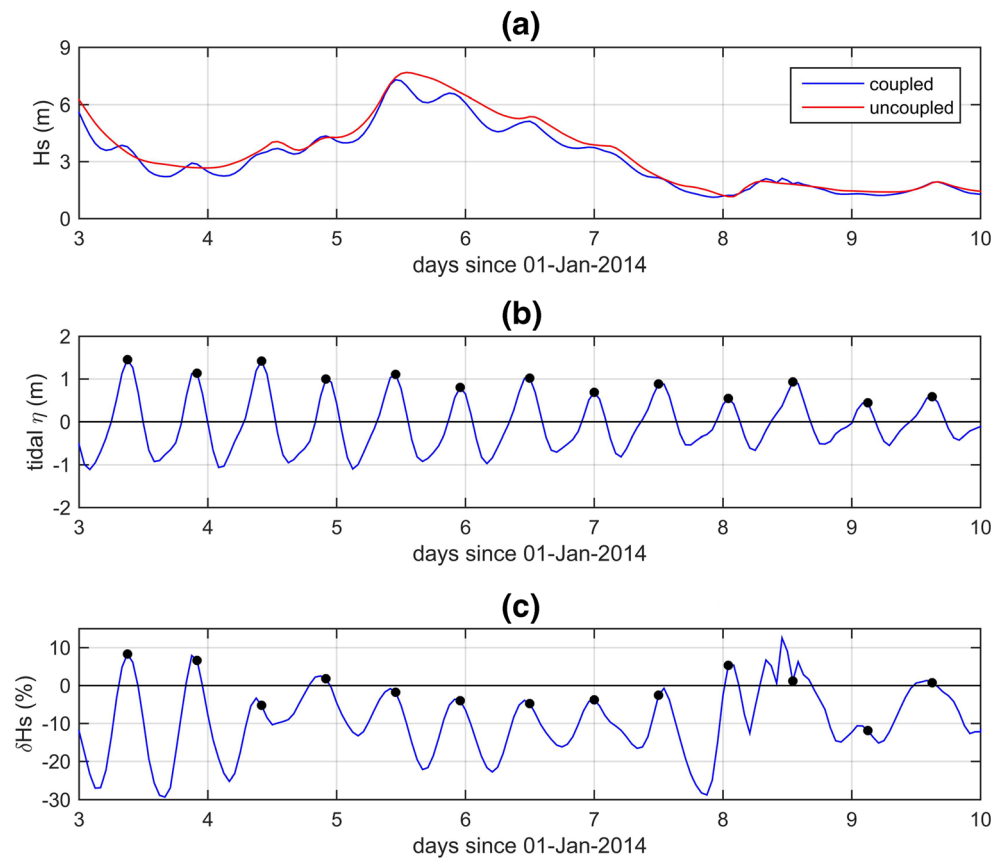 (a)
9
6
3
0
Hs (m)
coupled
uncoupled
3 4 5 6 7 8 9 10
days since 01-Jan-2014
(b)
2
1
0
-1
-2
tidal η (m)
3 4 5 6 7 8 9 10
days since 01-Jan-2014
(c)
10
0
-10
-20
-30
δHs (%)
3 4 5 6 7 8 9 10
days since 01-Jan-2014